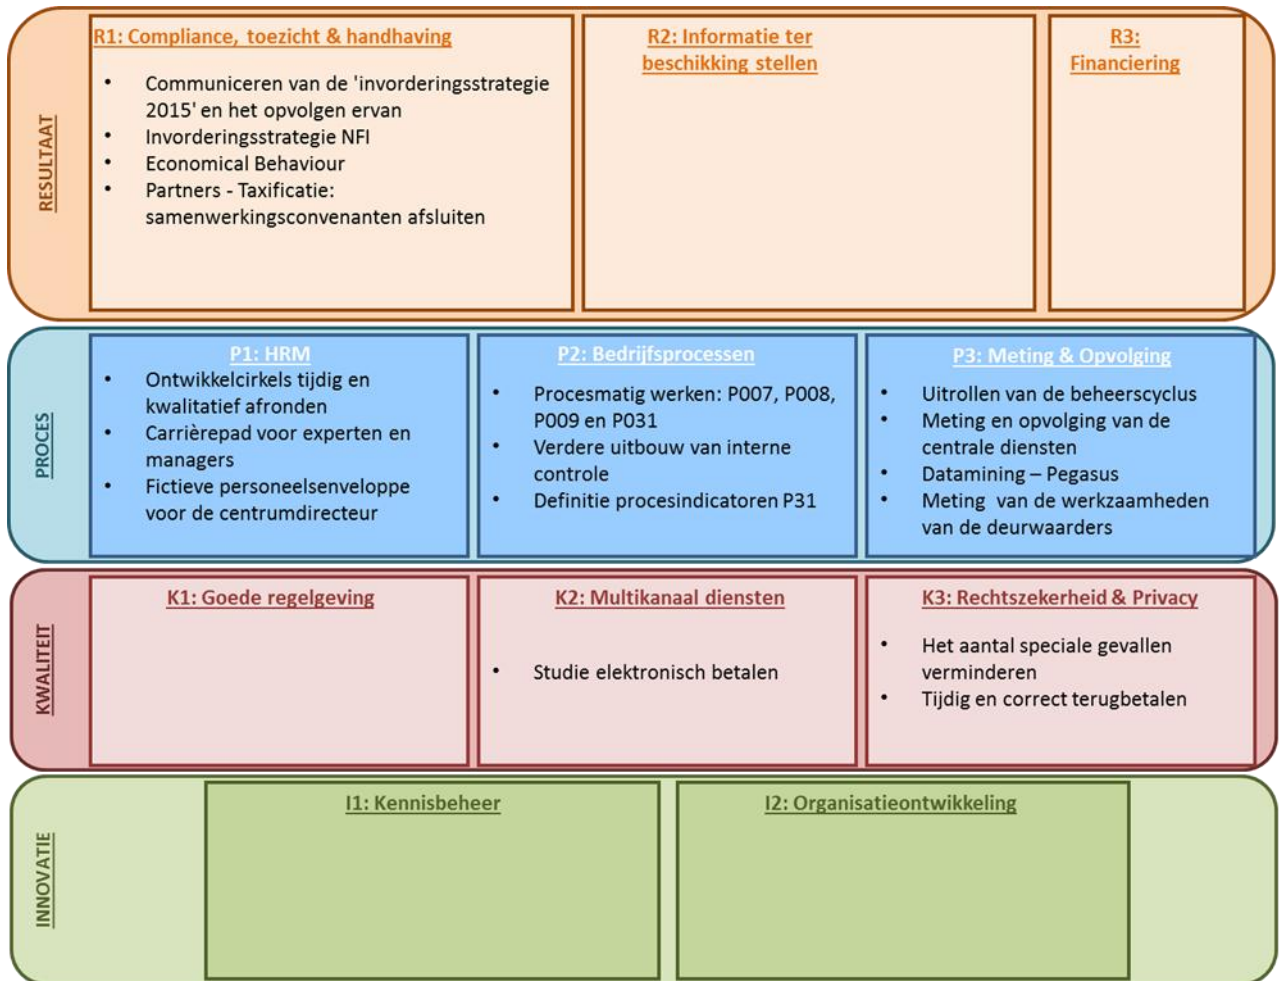 RESULTAAT
R1: Compliance, toezicht & handhaving
• Communiceren van de 'invorderingsstrategie
2015' en het opvolgen ervan
• Invorderingsstrategie NFI
• Economical Behaviour
• Partners - Taxificatie:
samenwerkingsconvenanten afsluiten
R2: Informatie ter
beschikking stellen
R3:
Financiering
PROCES
P1: HRM
• Ontwikkelcirkels tijdig en
kwalitatief afronden
• Carrièrepad voor experten en
managers
• Fictieve personeelsenveloppe
voor de centrumdirecteur
P2: Bedrijfsprocessen
• Procesmatig werken: P007, P008,
P009 en P031
• Verdere uitbouw van interne
controle
• Definitie procesindicatoren P31
P3: Meting & Opvolging
• Uitrollen van de beheerscyclus
• Meting en opvolging van de
centrale diensten
• Datamining – Pegasus
• Meting van de werkzaamheden
van de deurwaarders
KWALITEIT
K1: Goede regelgeving
K2: Multikanaal diensten
• Studie elektronisch betalen
K3: Rechtszekerheid & Privacy
• Het aantal speciale gevallen
verminderen
• Tijdig en correct terugbetalen
INNOVATIE
I1: Kennisbeheer
I2: Organisatieontwikkeling